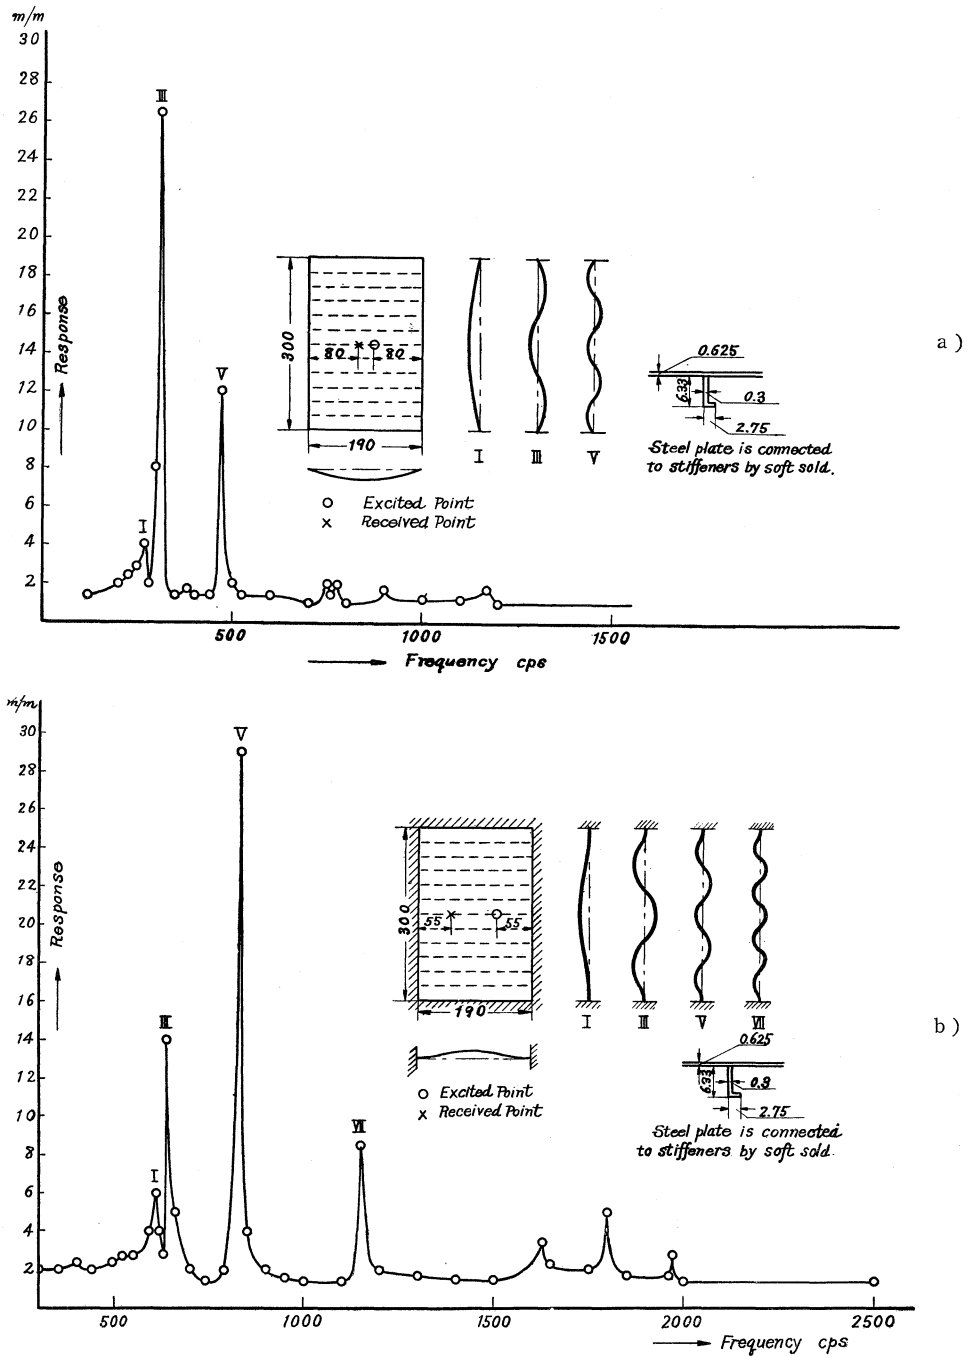 m/m
30
28
26
24
22
20
18
16
14
12
10
8
6
4
2
Response
I
III
V
500
1000
1500
Frequency cps
300
80
80
190
I
III
V
O Excited Point
x Received Point
0.625
6.33
0.3
2.75
Steel plate is connected
to stiffeners by soft sold.
a)
m/m
30
28
26
24
22
20
18
16
14
12
10
8
6
4
2
Response
I
III
V
VII
500
1000
1500
2000
2500
Frequency cps
300
55
55
190
I
III
V
VII
O Excited Point
x Received Point
0.625
6.33
0.3
2.75
Steel plate is connected
to stiffeners by soft sold.
b)